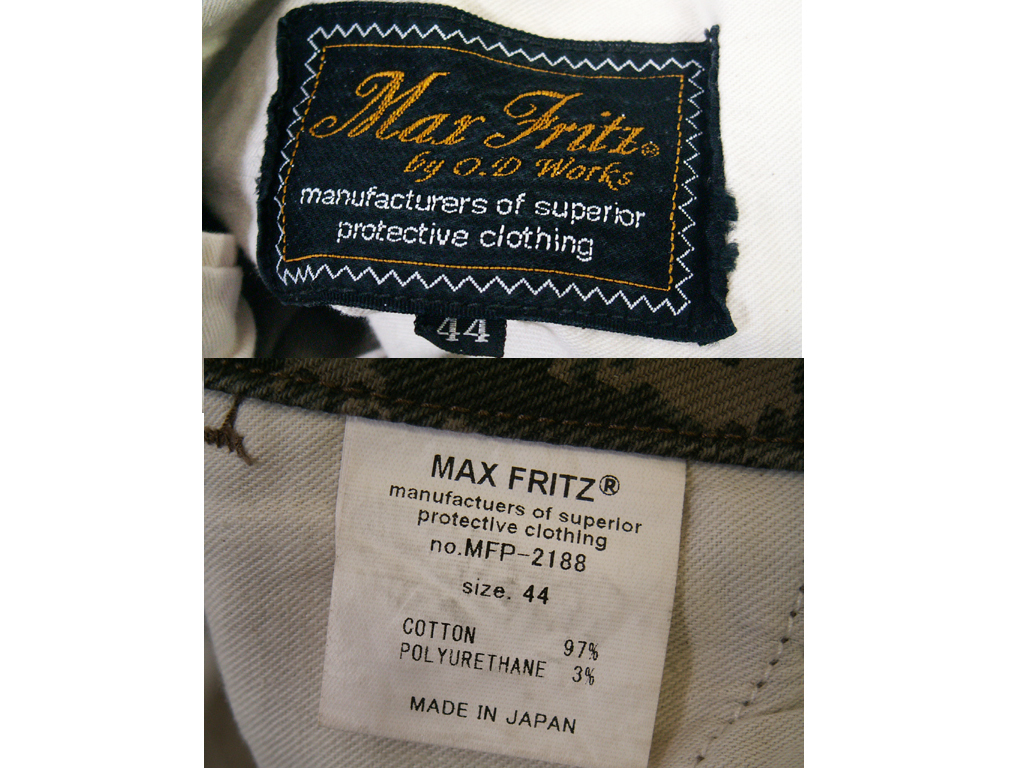 Max Fritz®
by O.D Works
manufacturers of superior
protective clothing
44
MAX FRITZ®
manufactuers of superior
protective clothing
no.MFP-2188
size. 44
COTTON 97%
POLYURETHANE 3%
MADE IN JAPAN